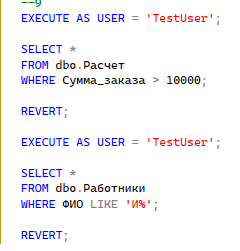 --9
EXECUTE AS USER = 'TestUser';
SELECT *
FROM dbo.Расчет
WHERE Сумма_заказа > 10000;
REVERT;
EXECUTE AS USER = 'TestUser';
SELECT *
FROM dbo.Работники
WHERE ФИО LIKE 'И%';
REVERT;